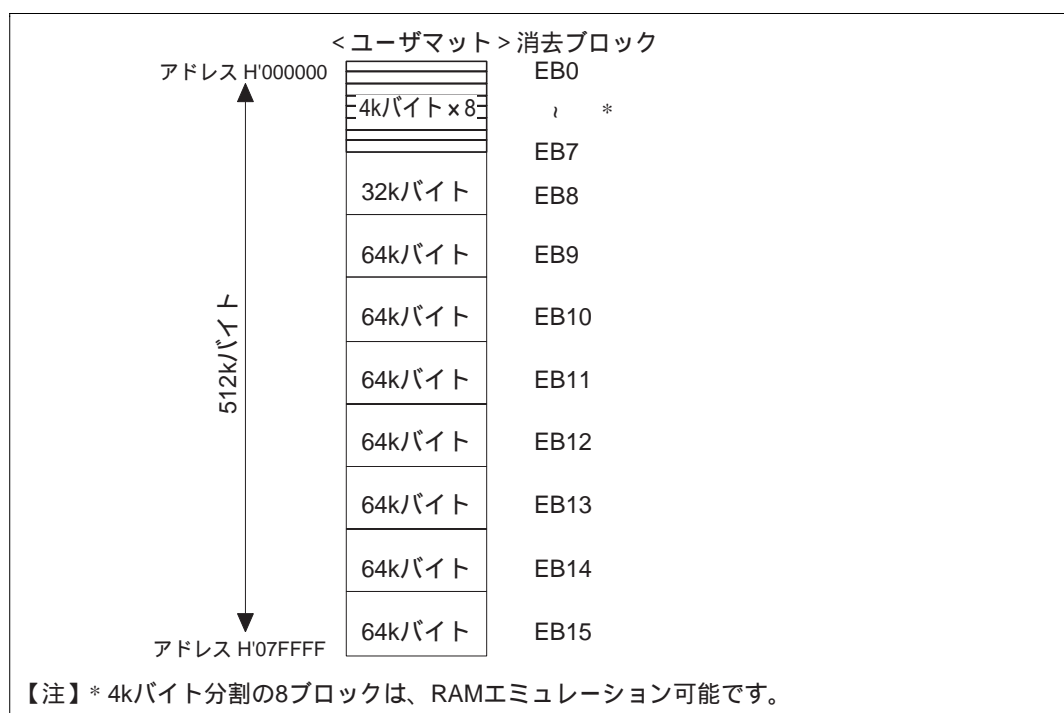 <ユーザマット>消去ブロック
アドレス H'000000
EB0
4kバイト×8
~ *
EB7
32kバイト EB8
64kバイト EB9
64kバイト EB10
512kバイト
64kバイト EB11
64kバイト EB12
64kバイト EB13
64kバイト EB14
64kバイト EB15
アドレス H'07FFFF
【注】* 4kバイト分割の8ブロックは、RAMエミュレーション可能です。